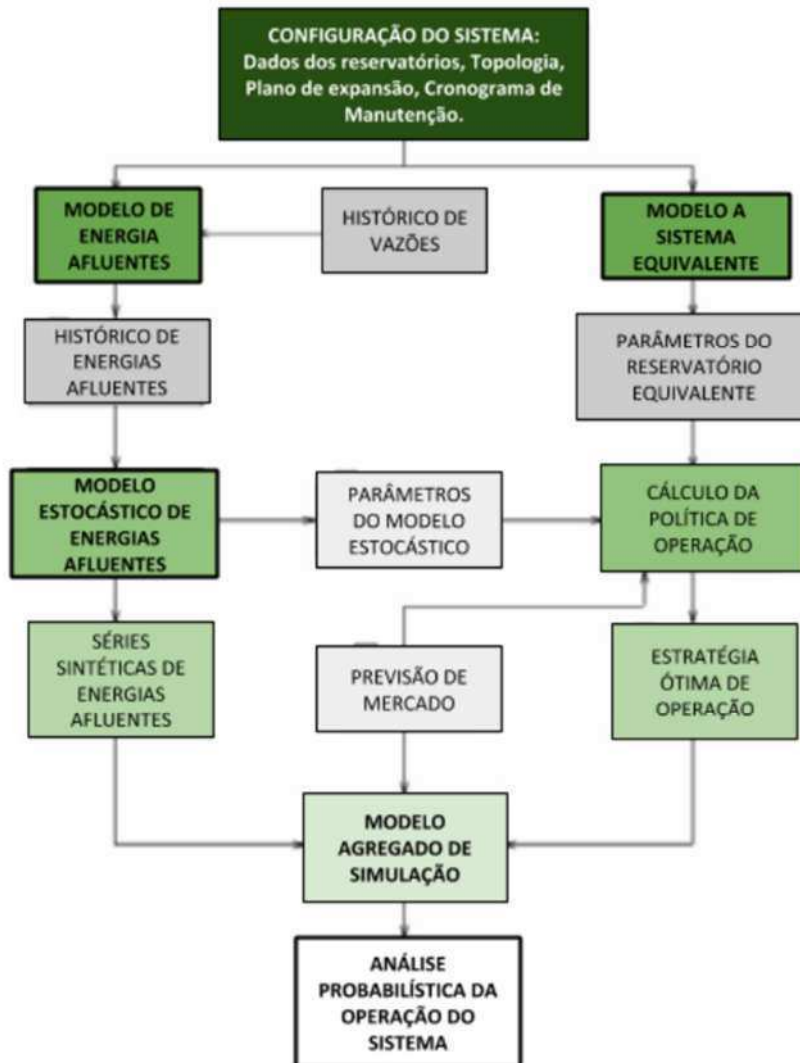 CONFIGURAÇÃO DO SISTEMA:
Dados dos reservatórios, Topologia,
Plano de expansão, Cronograma de
Manutenção.
MODELO DE
ENERGIA
AFLUENTES
HISTÓRICO DE
VAZÕES
MODELO A
SISTEMA
EQUIVALENTE
HISTÓRICO DE
ENERGIAS
AFLUENTES
PARÂMETROS DO
RESERVATÓRIO
EQUIVALENTE
MODELO
ESTOCÁSTICO DE
ENERGIAS
AFLUENTES
PARÂMETROS
DO MODELO
ESTOCÁSTICO
CÁLCULO DA
POLÍTICA DE
OPERAÇÃO
SÉRIES
SINTÉTICAS DE
ENERGIAS
AFLUENTES
PREVISÃO DE
MERCADO
ESTRATÉGIA
ÓTIMA DE
OPERAÇÃO
MODELO
AGREGADO DE
SIMULAÇÃO
ANÁLISE
PROBABILÍSTICA DA
OPERAÇÃO DO
SISTEMA